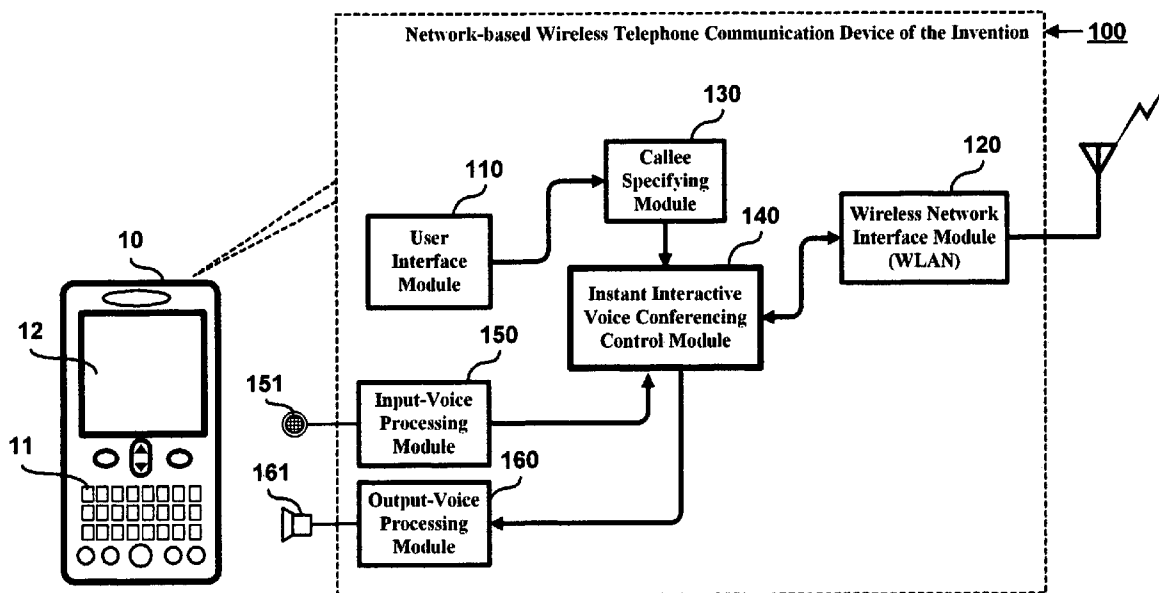 Network-based Wireless Telephone Communication Device of the Invention
100
130
Callee
Specifying
Module
120
Wireless Network
Interface Module
(WLAN)
110
User
Interface
Module
140
Instant Interactive
Voice Conferencing
Control Module
10
12
11
150
151
Input-Voice
Processing
Module
160
161
Output-Voice
Processing
Module